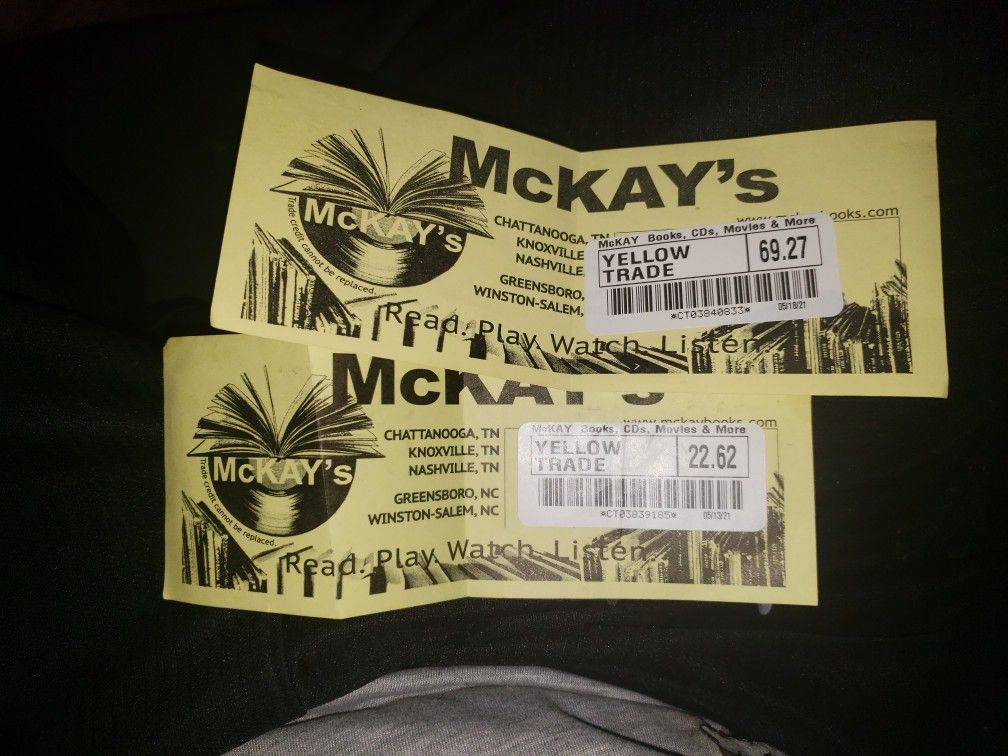 McKAY's
McKAY's
Trade credit cannot be replaced.
CHATTANOOGA, TN
KNOXVILLE
NASHVILLE,
GREENSBORO,
WINSTON-SALEM,
McKAY Books, CDs, Movies & More
YELLOW TRADE
69.27
*CT03840833*
05/18/21
Read. Play. Watch. Listen.
McKAY's
McKAY's
Trade credit cannot be replaced.
www.mckaybooks.com
CHATTANOOGA, TN
KNOXVILLE, TN
NASHVILLE, TN
GREENSBORO, NC
WINSTON-SALEM, NC
McKAY Books, CDs, Movies & More
YELLOW TRADE
22.62
*CT03839185*
05/13/21
Read. Play. Watch. Listen.